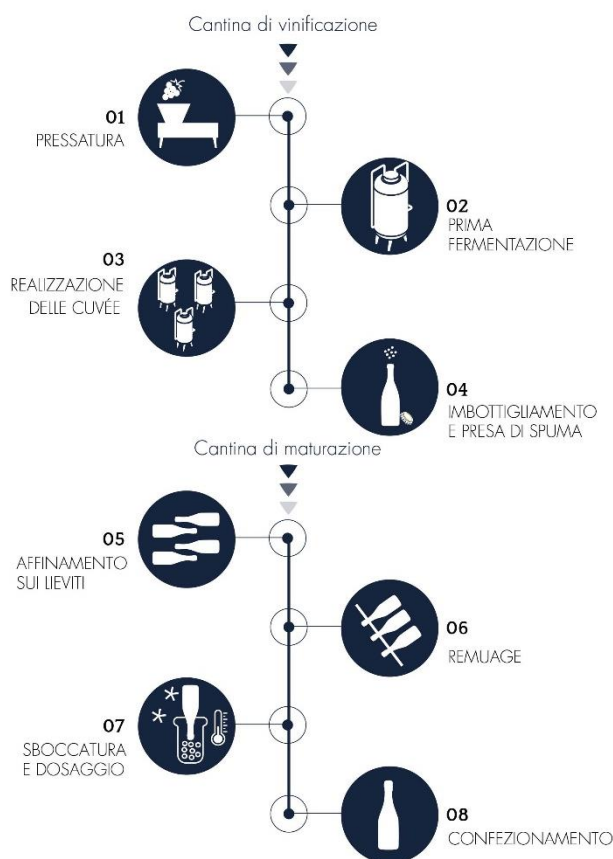 Cantina di vinificazione
01
PRESSATURA
02
PRIMA
FERMENTAZIONE
03
REALIZZAZIONE
DELLE CUVÉE
04
IMBOTTIGLIAMENTO
E PRESA DI SPUMA
Cantina di maturazione
05
AFFINAMENTO
SUI LIEVITI
06
REMUAGE
07
SBOCCATURA
E DOSAGGIO
08
CONFEZIONAMENTO